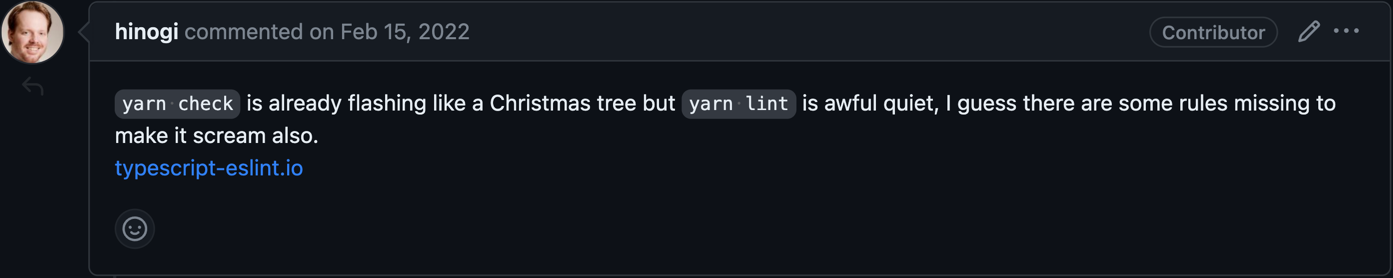 hinogi commented on Feb 15, 2022
Contributor
yarn check is already flashing like a Christmas tree but yarn lint is awful quiet, I guess there are some rules missing to
make it scream also.
typescript-eslint.io